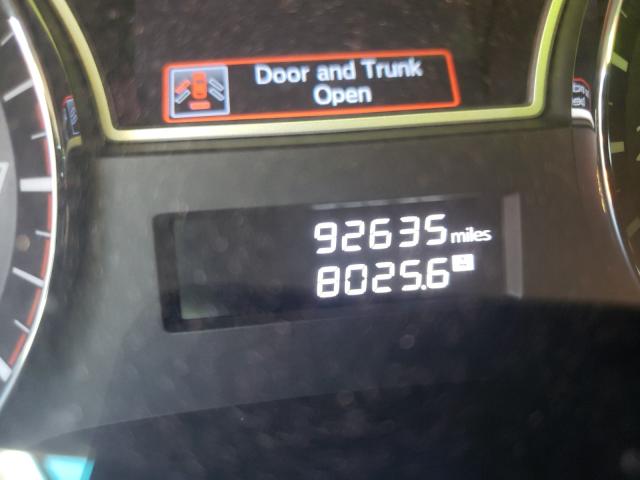 Door and Trunk
Open
92635 miles
8025.6